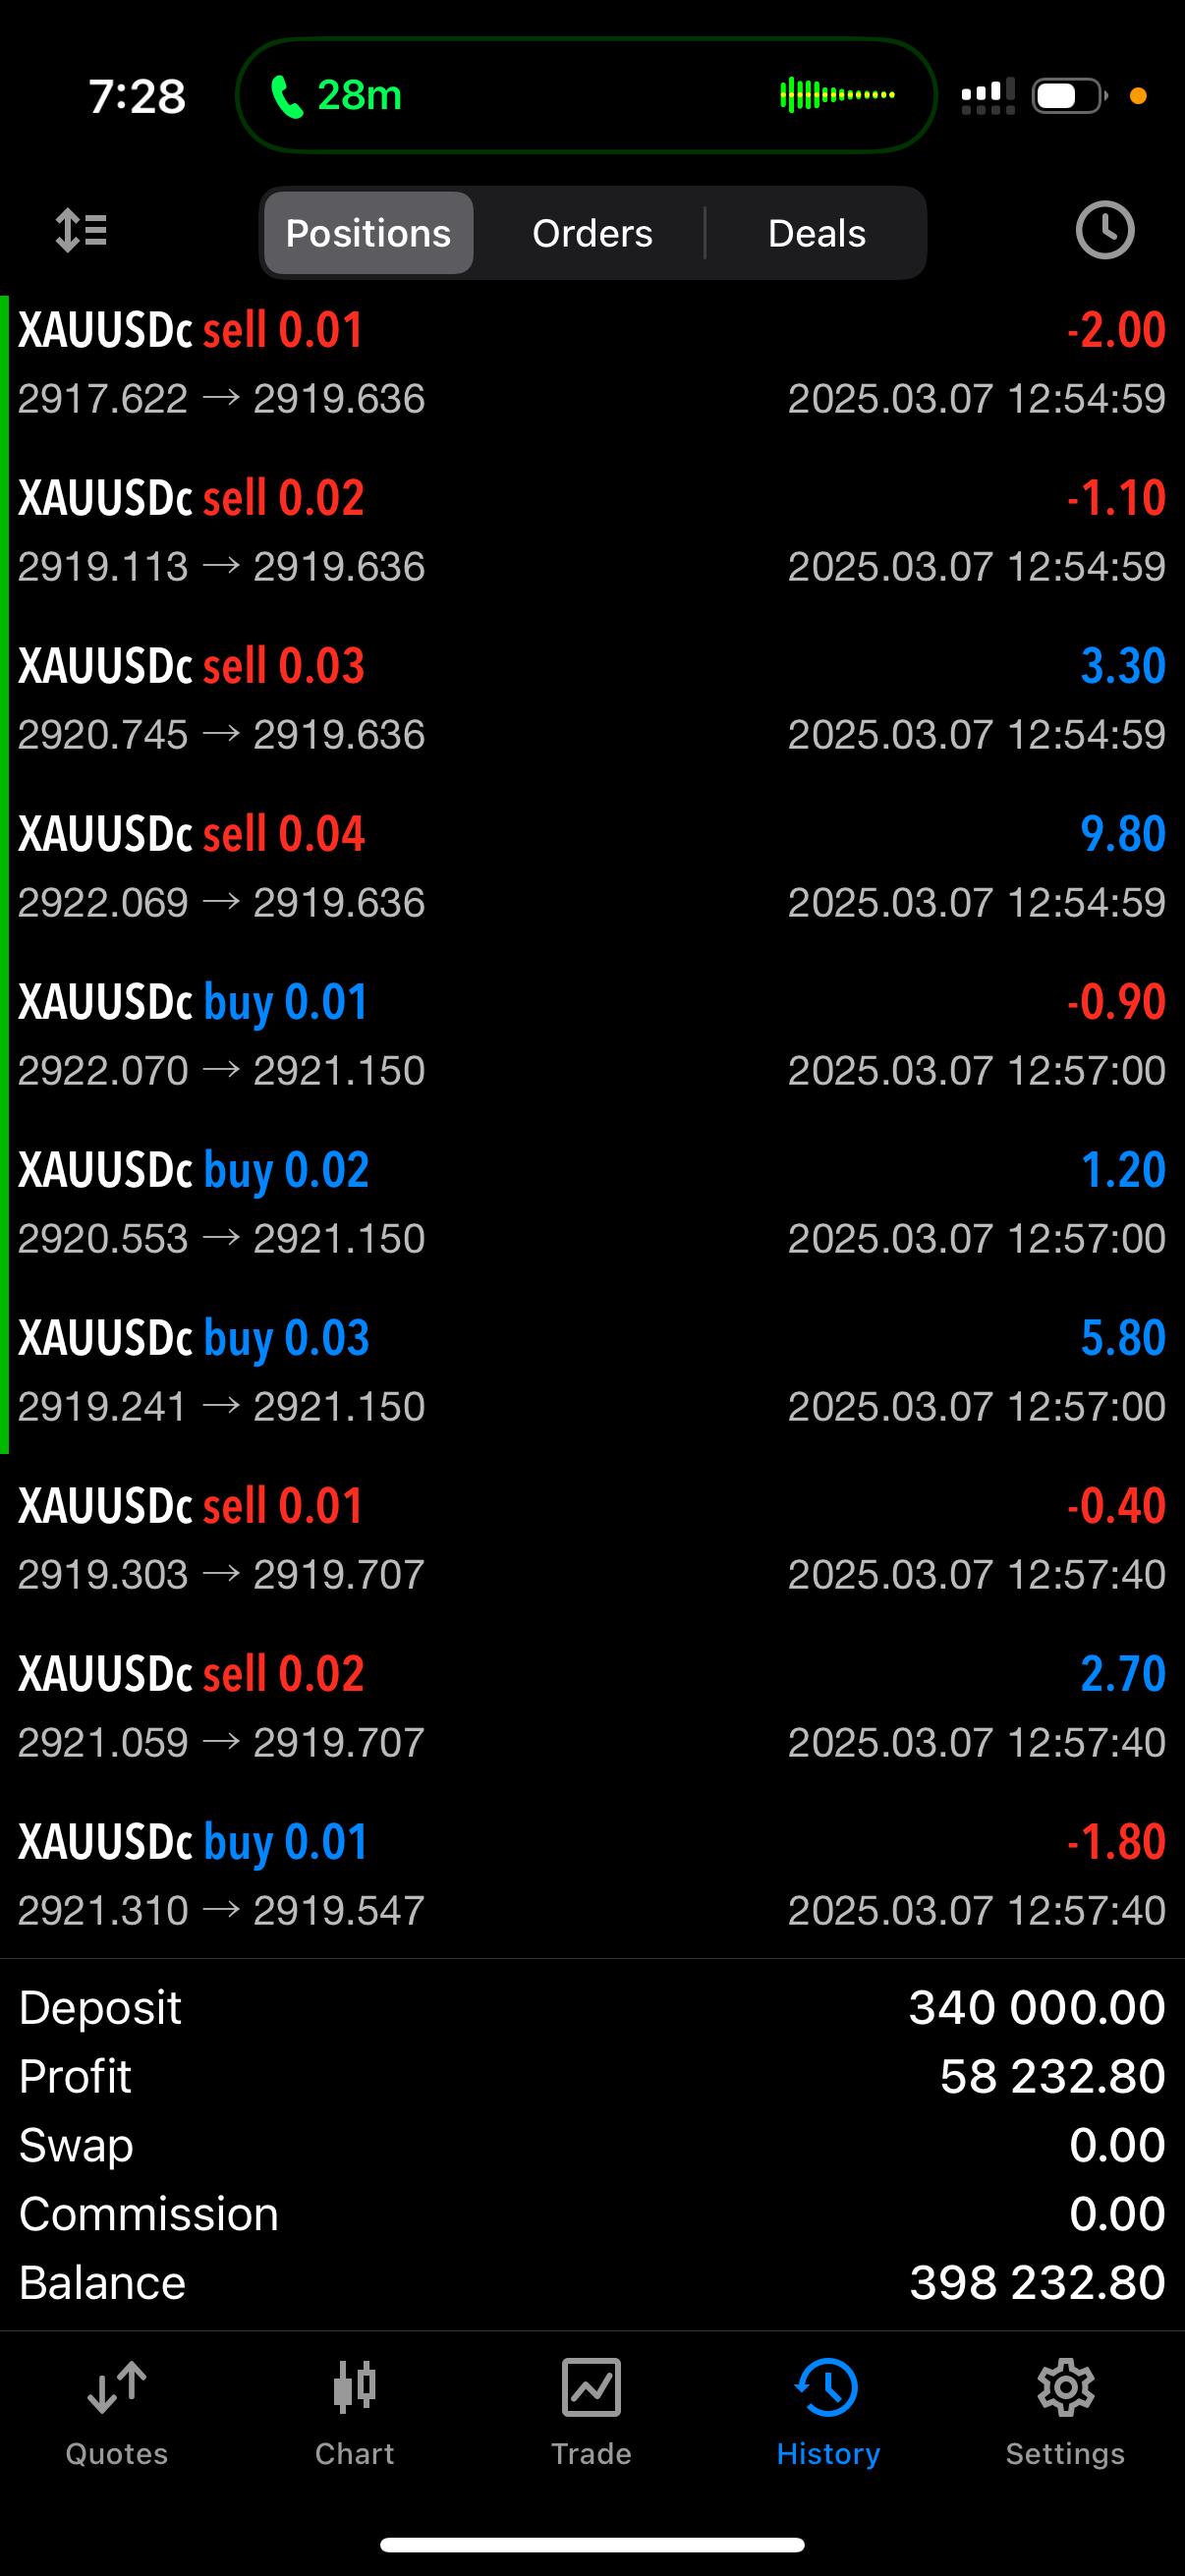 7:28 28m
Positions Orders Deals
XAUUSDc sell 0.01 -2.00
2917.622 → 2919.636 2025.03.07 12:54:59
XAUUSDc sell 0.02 -1.10
2919.113 → 2919.636 2025.03.07 12:54:59
XAUUSDc sell 0.03 3.30
2920.745 → 2919.636 2025.03.07 12:54:59
XAUUSDc sell 0.04 9.80
2922.069 → 2919.636 2025.03.07 12:54:59
XAUUSDc buy 0.01 -0.90
2922.070 → 2921.150 2025.03.07 12:57:00
XAUUSDc buy 0.02 1.20
2920.553 → 2921.150 2025.03.07 12:57:00
XAUUSDc buy 0.03 5.80
2919.241 → 2921.150 2025.03.07 12:57:00
XAUUSDc sell 0.01 -0.40
2919.303 → 2919.707 2025.03.07 12:57:40
XAUUSDc sell 0.02 2.70
2921.059 → 2919.707 2025.03.07 12:57:40
XAUUSDc buy 0.01 -1.80
2921.310 → 2919.547 2025.03.07 12:57:40
Deposit 340 000.00
Profit 58 232.80
Swap 0.00
Commission 0.00
Balance 398 232.80
Quotes Chart Trade History Settings